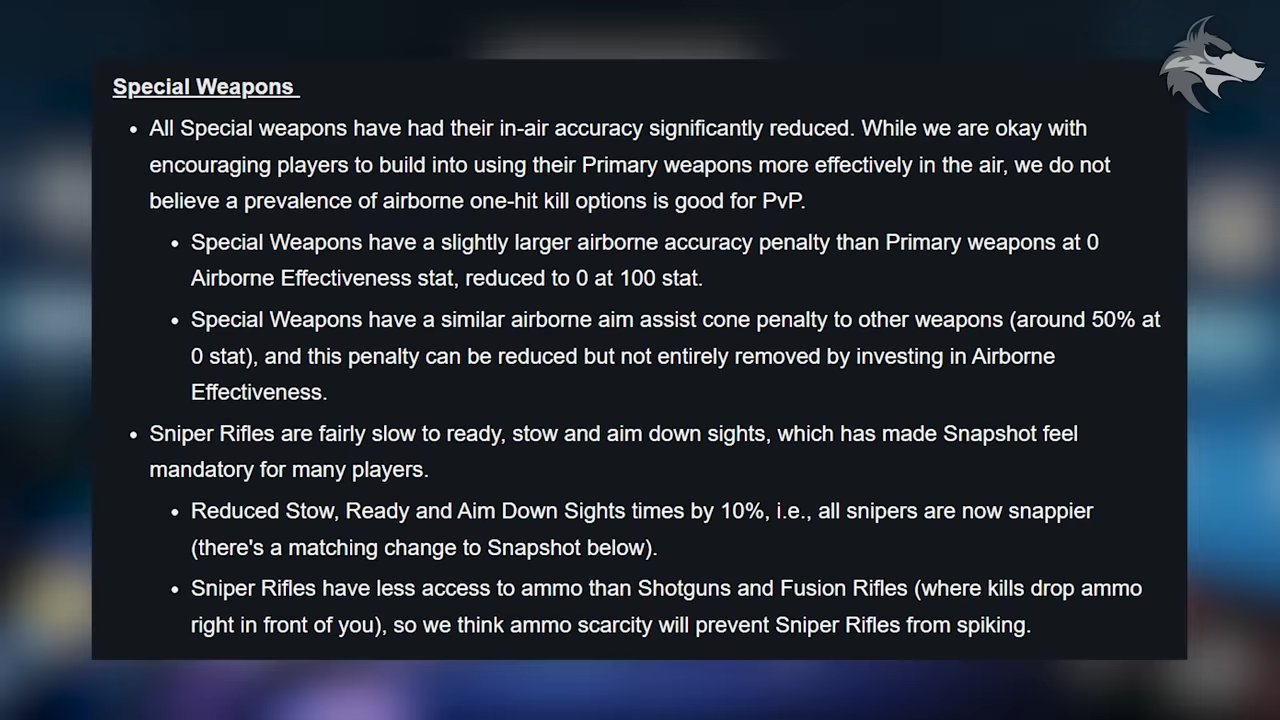 Special Weapons
• All Special weapons have had their in-air accuracy significantly reduced. While we are okay with
encouraging players to build into using their Primary weapons more effectively in the air, we do not
believe a prevalence of airborne one-hit kill options is good for PvP.
• Special Weapons have a slightly larger airborne accuracy penalty than Primary weapons at 0
Airborne Effectiveness stat, reduced to 0 at 100 stat.
• Special Weapons have a similar airborne aim assist cone penalty to other weapons (around 50% at
0 stat), and this penalty can be reduced but not entirely removed by investing in Airborne
Effectiveness.
• Sniper Rifles are fairly slow to ready, stow and aim down sights, which has made Snapshot feel
mandatory for many players.
• Reduced Stow, Ready and Aim Down Sights times by 10%, i.e., all snipers are now snappier
(there's a matching change to Snapshot below).
• Sniper Rifles have less access to ammo than Shotguns and Fusion Rifles (where kills drop ammo
right in front of you), so we think ammo scarcity will prevent Sniper Rifles from spiking.